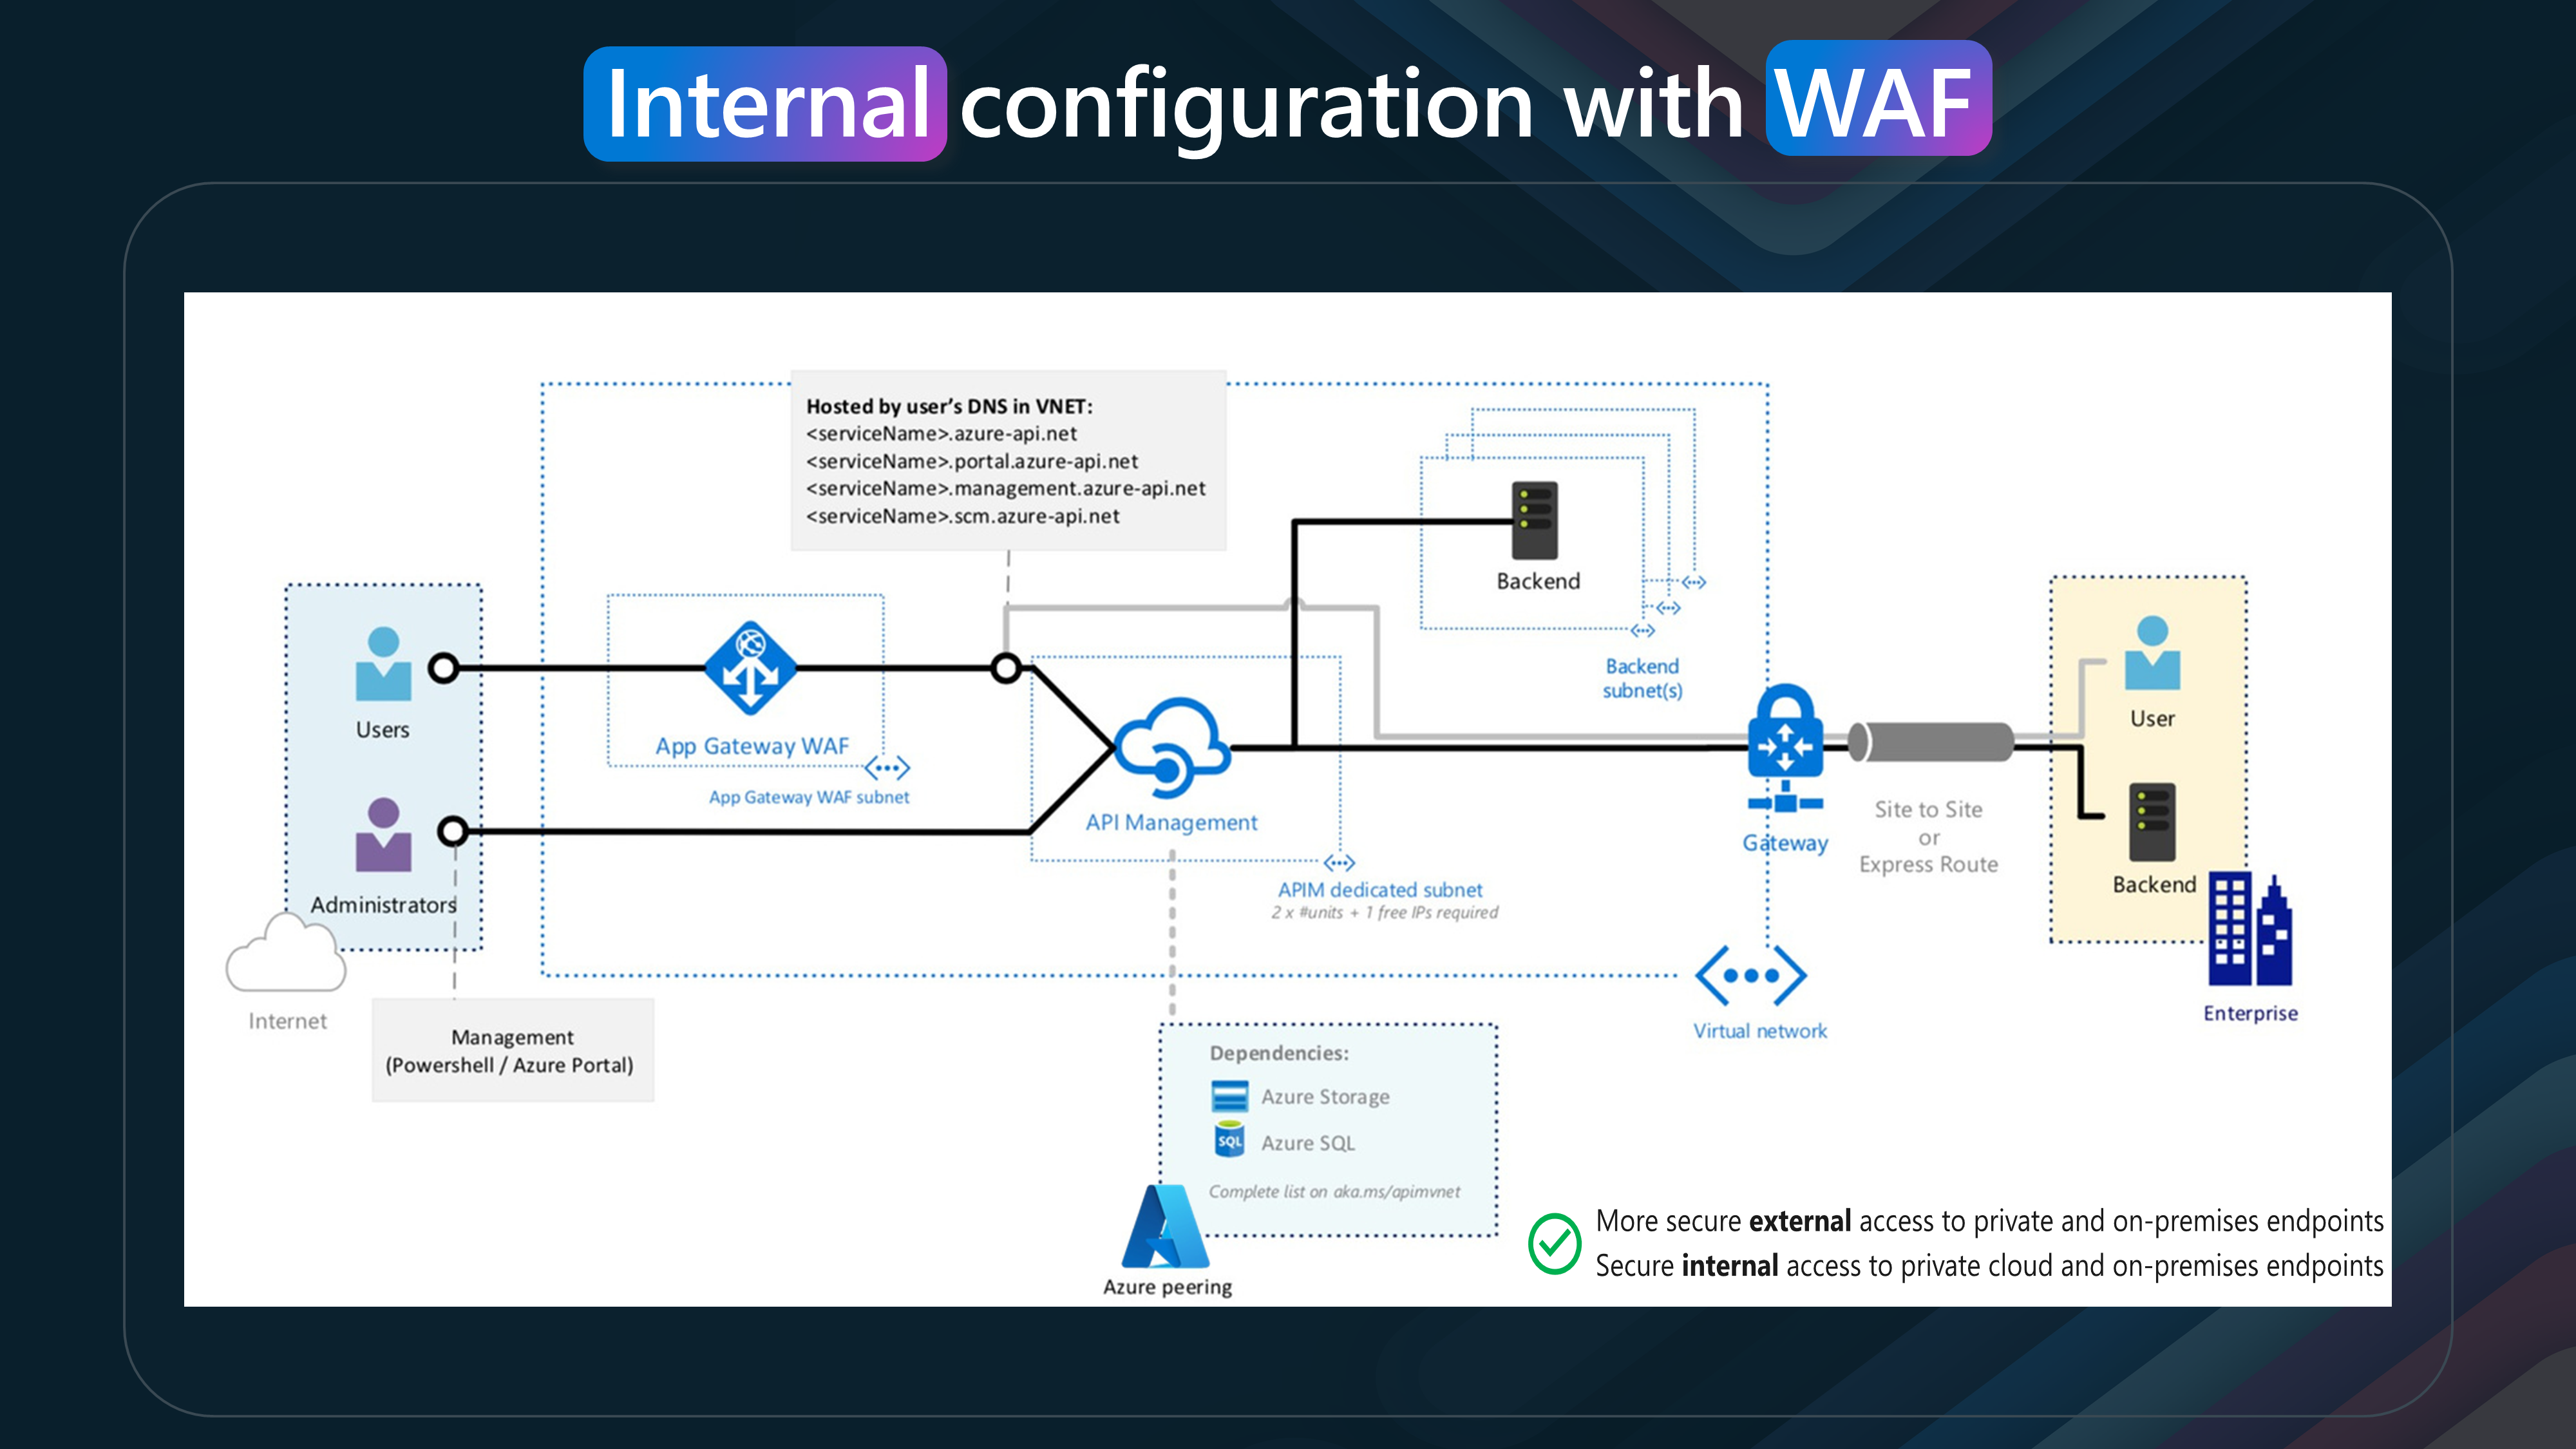 Internal configuration with WAF
Hosted by user's DNS in VNET:
<serviceName>.azure-api.net
<serviceName>.portal.azure-api.net
<serviceName>.management.azure-api.net
<serviceName>.scm.azure-api.net
Backend
Backend
subnet(s)
Users
App Gateway WAF
App Gateway WAF subnet
Administrators
Internet
Management
(Powershell / Azure Portal)
API Management
APIM dedicated subnet
2 x #units + 1 free IPs required
Gateway
Site to Site
or
Express Route
User
Backend
Enterprise
Virtual network
Dependencies:
Azure Storage
SQL
Azure SQL
Complete list on aka.ms/apimvnet
Azure peering
More secure external access to private and on-premises endpoints
Secure internal access to private cloud and on-premises endpoints